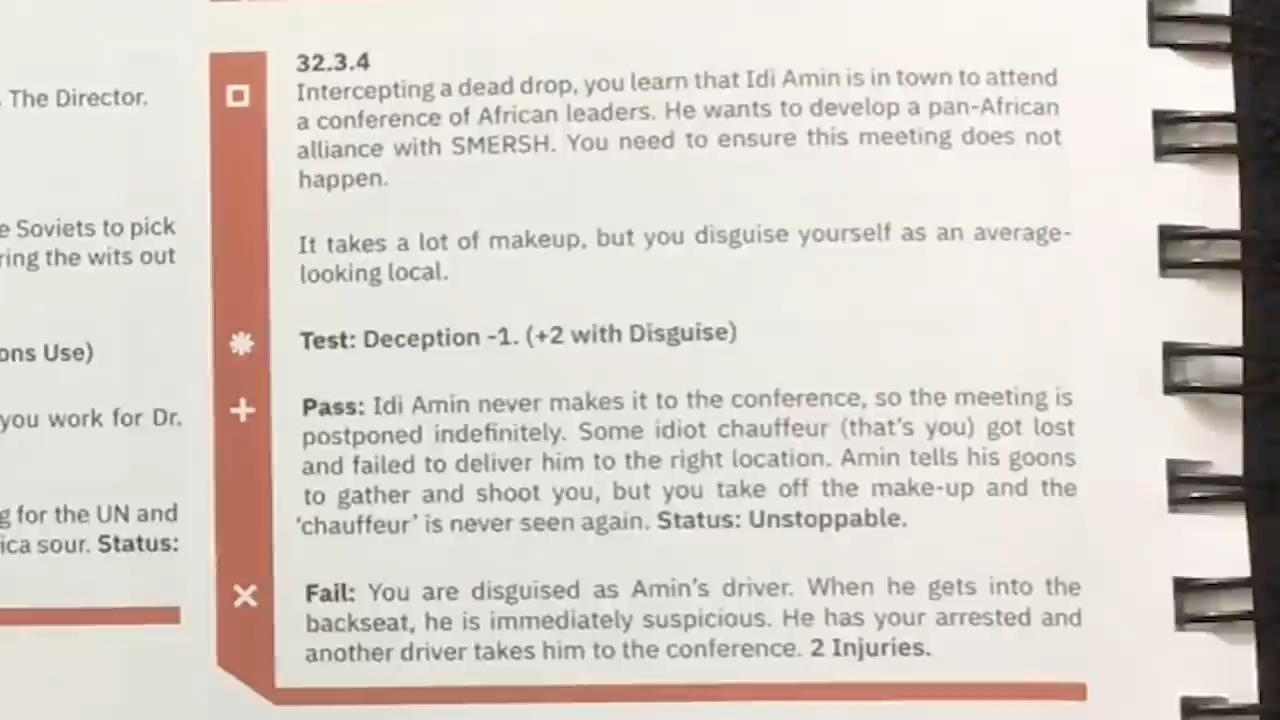 . The Director.
e Soviets to pick
ring the wits out
ons Use)
you work for Dr.
g for the UN and
ica sour. Status:
32.3.4
Intercepting a dead drop, you learn that Idi Amin is in town to attend
a conference of African leaders. He wants to develop a pan-African
alliance with SMERSH. You need to ensure this meeting does not
happen.
It takes a lot of makeup, but you disguise yourself as an average-
looking local.
Test: Deception -1. (+2 with Disguise)
Pass: Idi Amin never makes it to the conference, so the meeting is
postponed indefinitely. Some idiot chauffeur (that's you) got lost
and failed to deliver him to the right location. Amin tells his goons
to gather and shoot you, but you take off the make-up and the
'chauffeur' is never seen again. Status: Unstoppable.
Fail: You are disguised as Amin's driver. When he gets into the
backseat, he is immediately suspicious. He has your arrested and
another driver takes him to the conference. 2 Injuries.